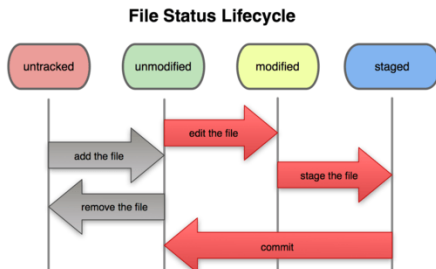 File Status Lifecycle
untracked
unmodified
modified
staged
edit the file
add the file
stage the file
remove the file
commit